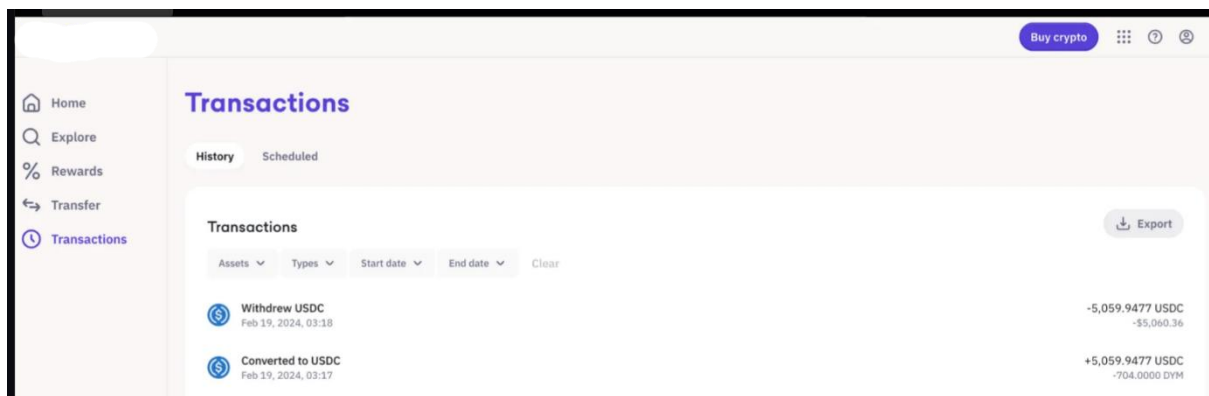 Buy crypto
Home
Explore
Rewards
Transfer
Transactions
Transactions
History Scheduled
Transactions
Export
Assets Types Start date End date Clear
Withdrew USDC
-5,059.9477 USDC
Feb 19, 2024, 03:18
-$5,060.36
Converted to USDC
+5,059.9477 USDC
Feb 19, 2024, 03:17
-704.0000 DYM